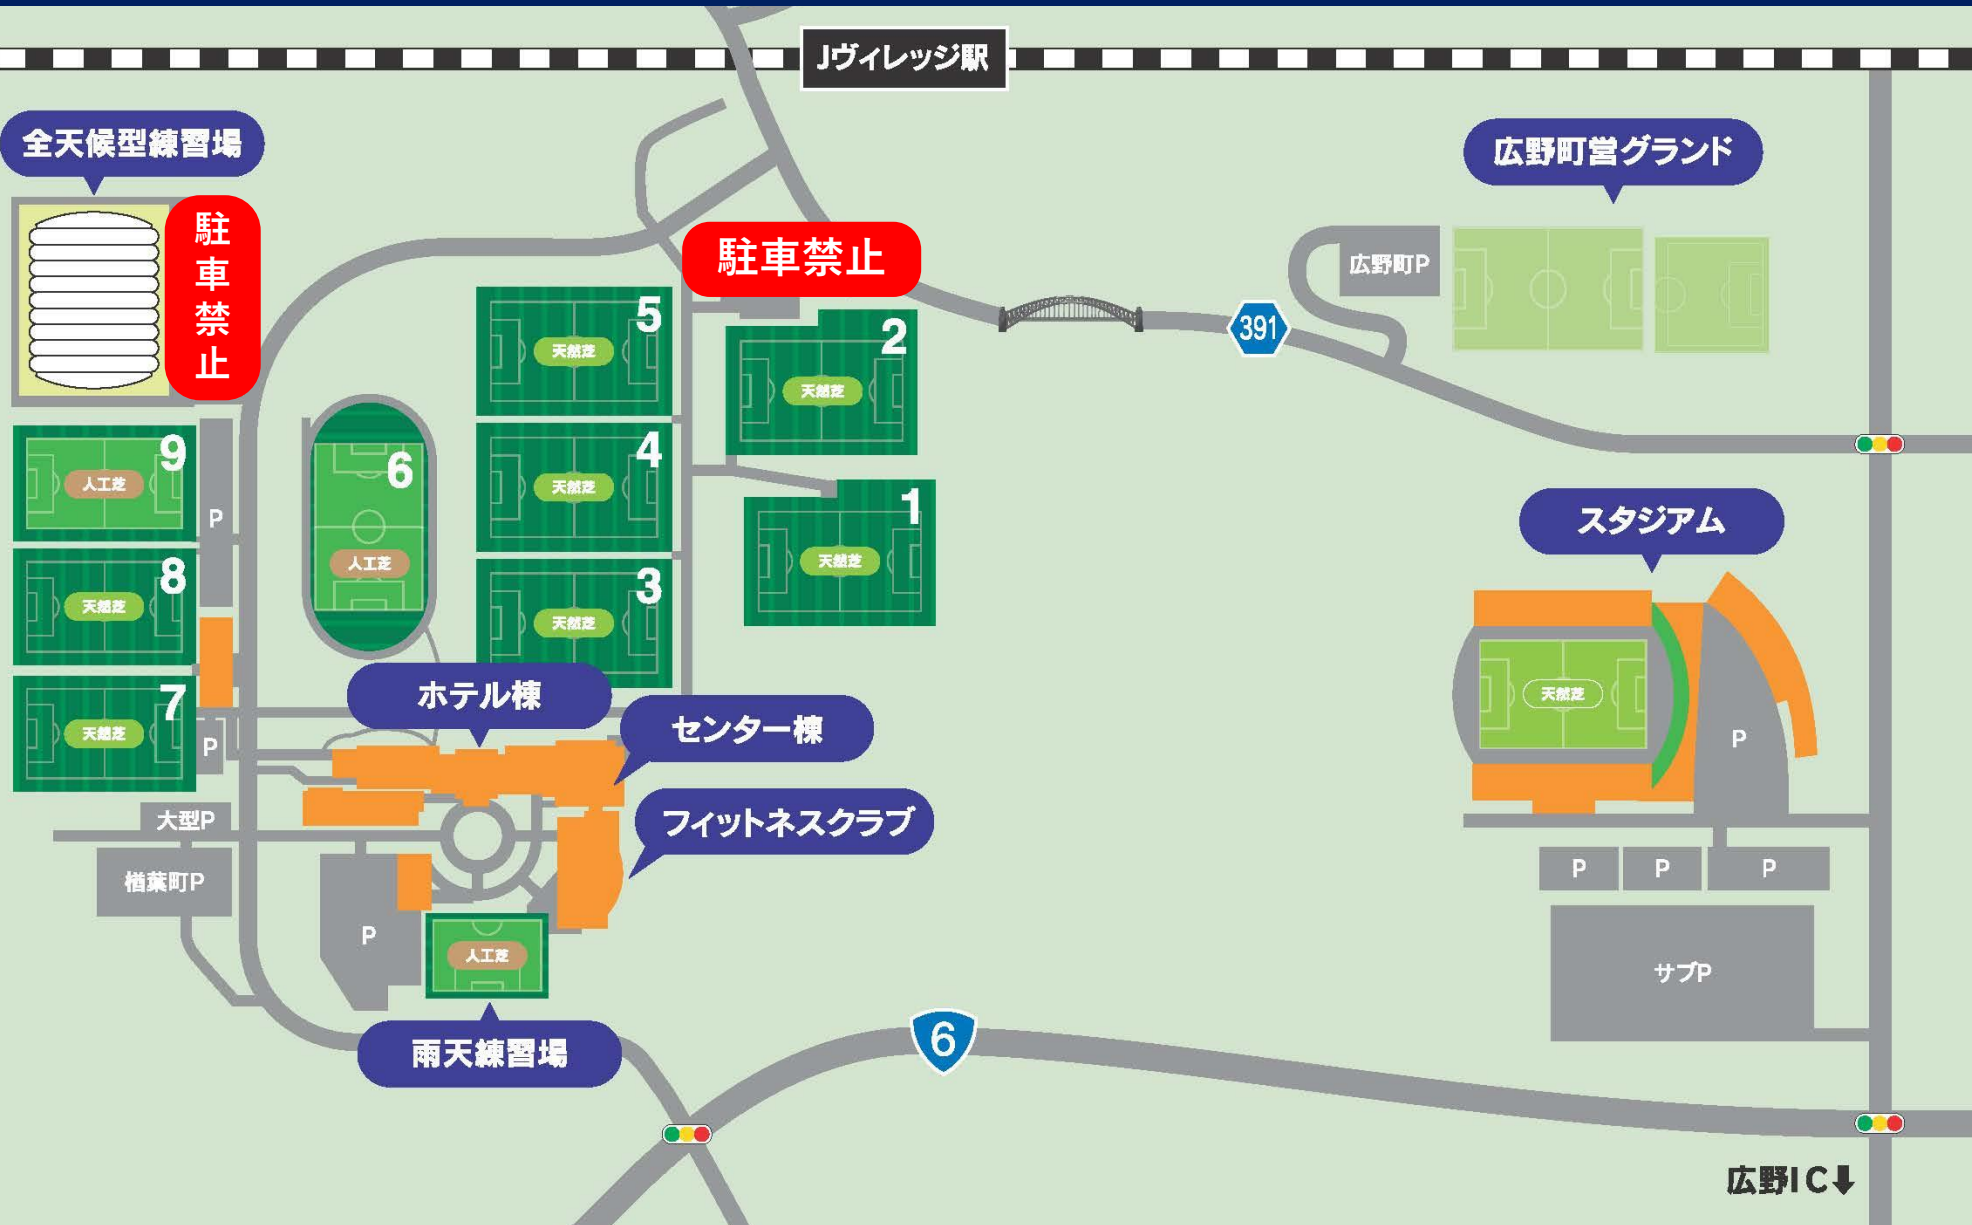 Jヴィレッジ駅
全天候型練習場
駐車禁止
広野町営グランド
駐車禁止
広野町P
391
5
天然芝
2
天然芝
4
天然芝
1
天然芝
3
天然芝
6
人工芝
9
人工芝
P
8
天然芝
7
天然芝
P
スタジアム
天然芝
P
ホテル棟
センター棟
フィットネスクラブ
大型P
楢葉町P
P
人工芝
雨天練習場
P
P
P
サブP
6
広野IC⬇